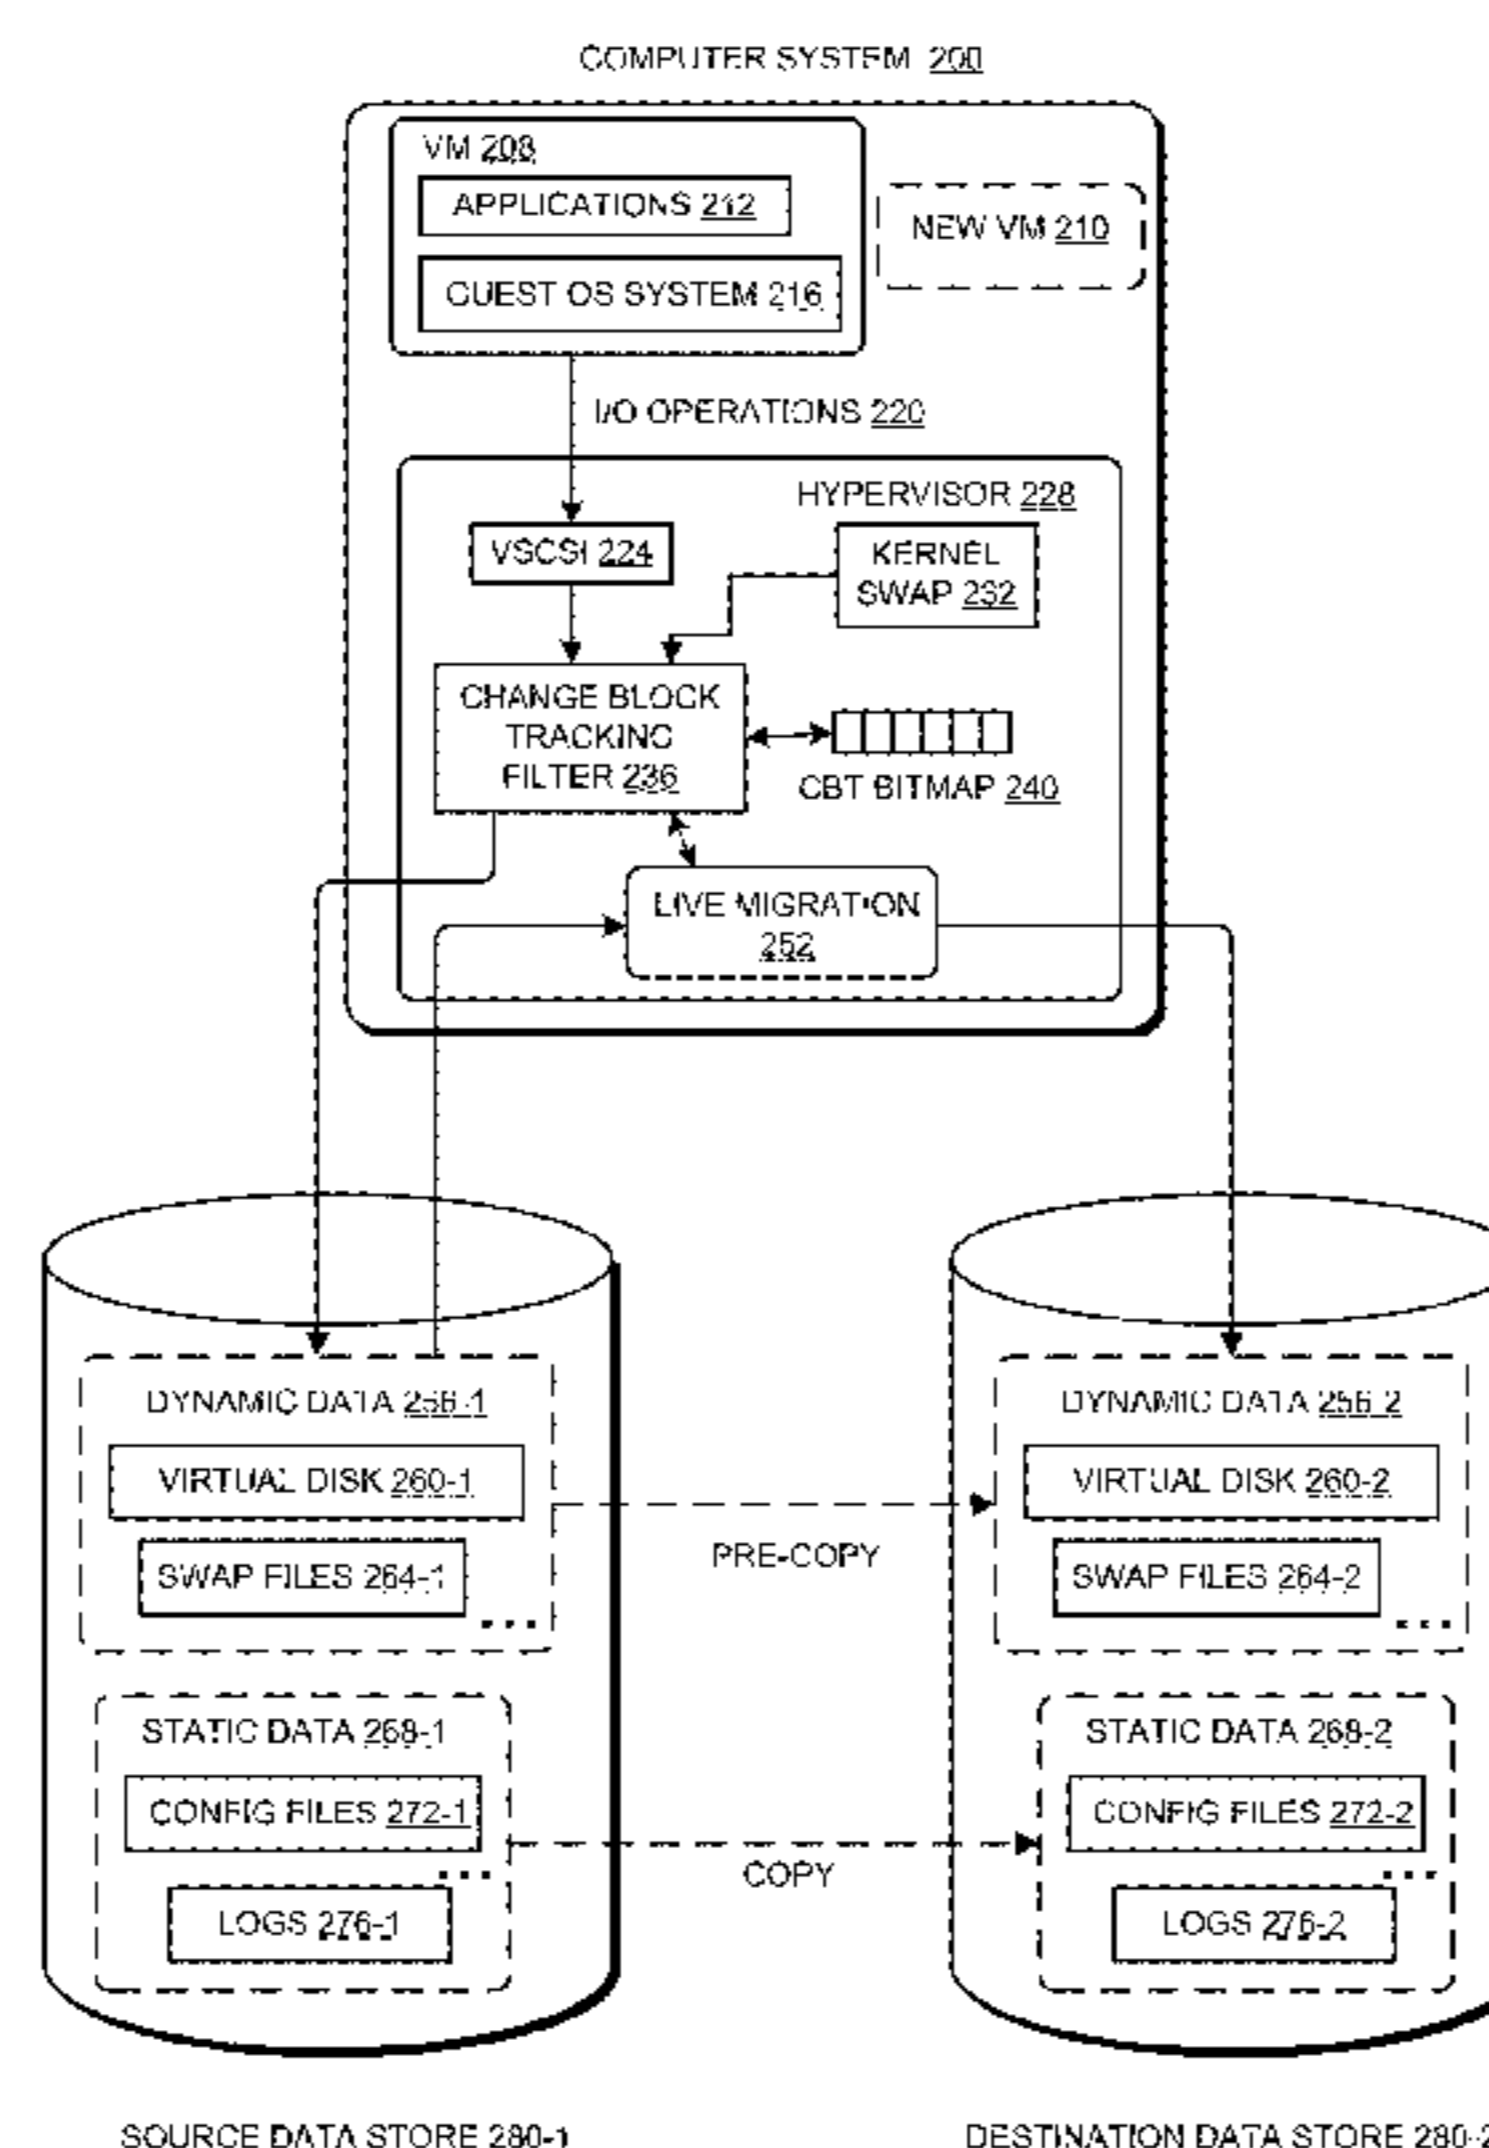 COMPUTER SYSTEM 200
VM 208
APPLICATIONS 212
NEW VM 210
GUEST OS SYSTEM 216
I/O OPERATIONS 220
HYPERVISOR 228
VSCSI 224
KERNEL
SWAP 232
CHANGE BLOCK
TRACKING
FILTER 236
CBT BITMAP 240
LIVE MIGRATION
252
DYNAMIC DATA 256-1
DYNAMIC DATA 256-2
VIRTUAL DISK 260-1
VIRTUAL DISK 260-2
PRE-COPY
SWAP FILES 264-1
SWAP FILES 264-2
...
...
STATIC DATA 268-1
STATIC DATA 268-2
CONFIG FILES 272-1
CONFIG FILES 272-2
COPY
...
...
LOGS 276-1
LOGS 276-2
SOURCE DATA STORE 280-1
DESTINATION DATA STORE 280-2